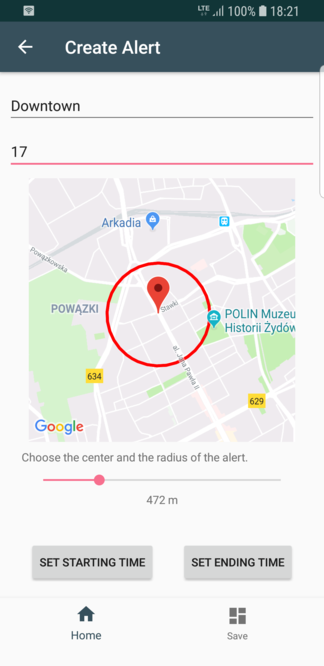 LTE 100% 18:21
Create Alert
Downtown
17
Arkadia
Powązkowska
POWĄZKI
Stawki
POLIN Muzeu
Historii Żydów
al. Jana Pawła II
634
629
Google
Choose the center and the radius of the alert.
472 m
SET STARTING TIME SET ENDING TIME
Home Save